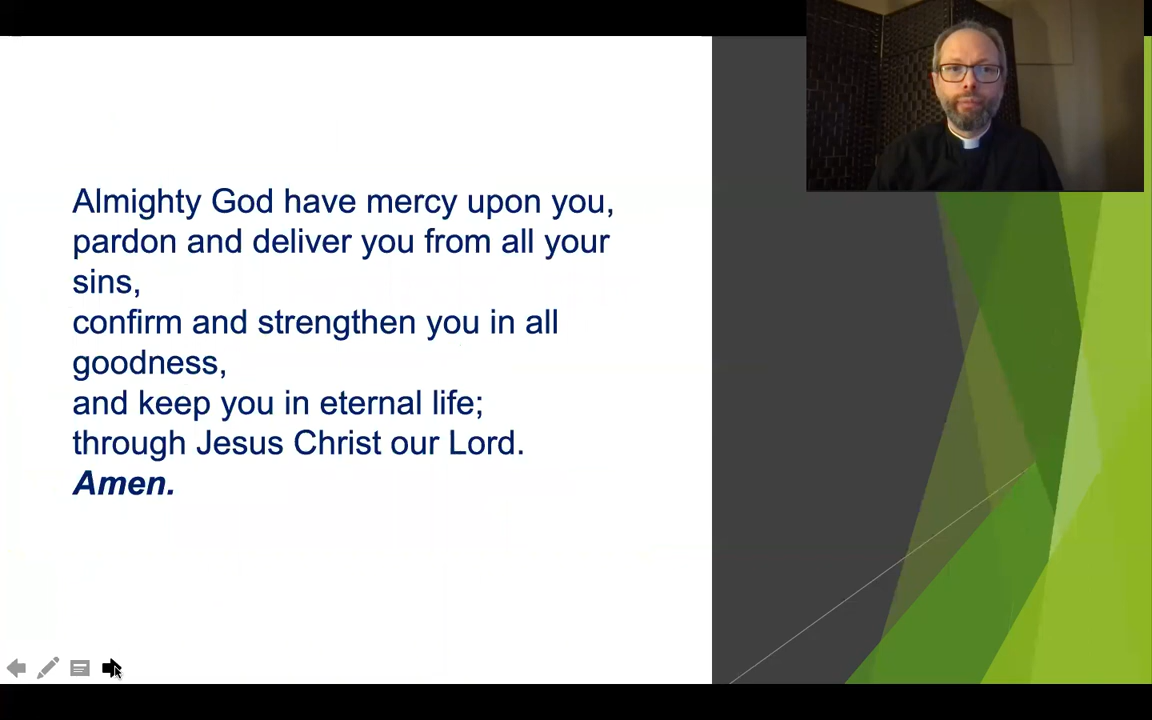 Almighty God have mercy upon you,
pardon and deliver you from all your
sins,
confirm and strengthen you in all
goodness,
and keep you in eternal life;
through Jesus Christ our Lord.
Amen.